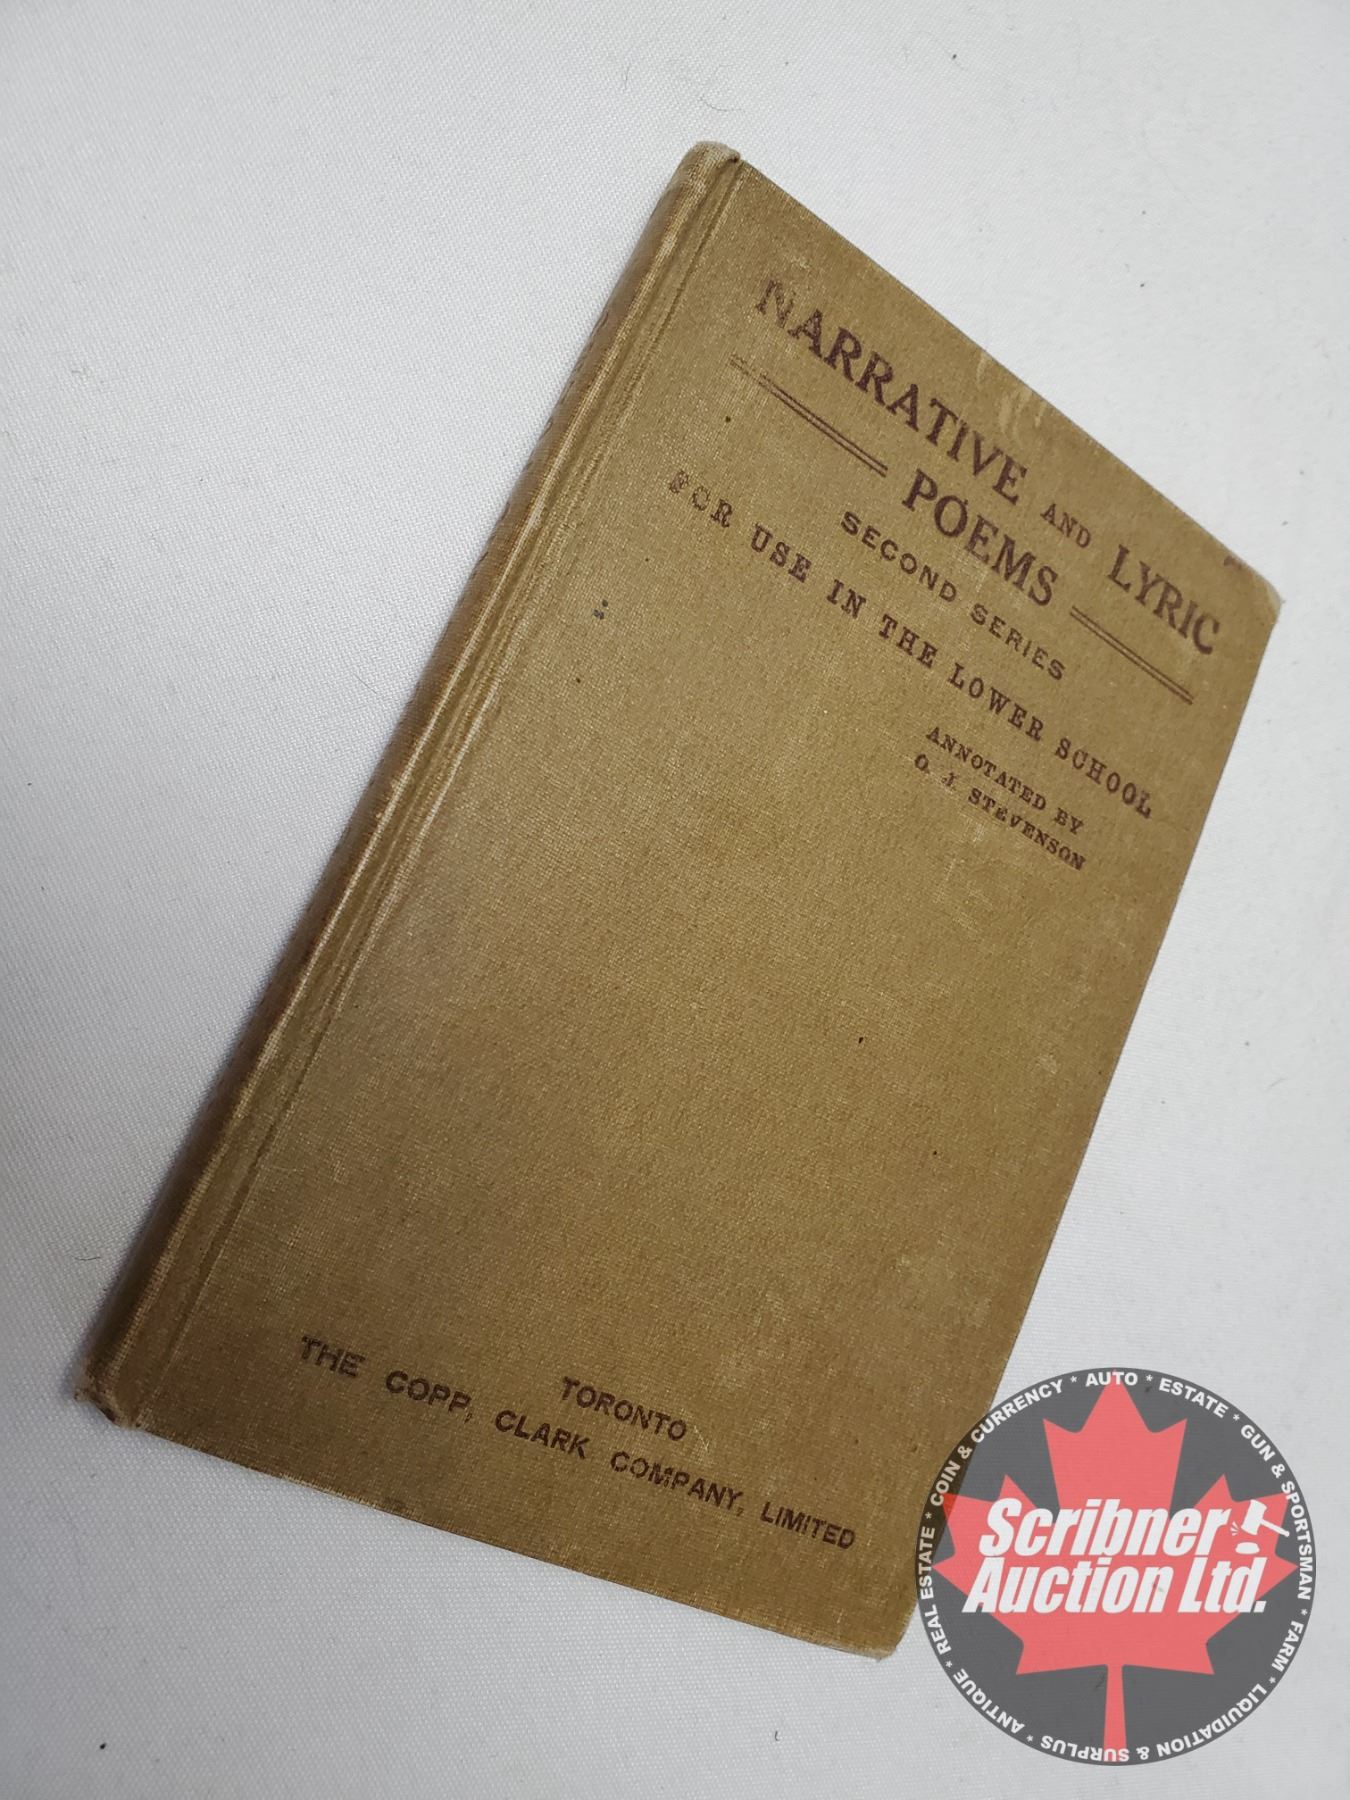 NARRATIVE AND LYRIC
POEMS
SECOND SERIES
FOR USE IN THE LOWER SCHOOL
ANNOTATED BY
O. J. STEVENSON
TORONTO
THE COPP, CLARK COMPANY, LIMITED
Scribner
Auction Ltd.
REAL ESTATE * COIN & CURRENCY * AUTO * ESTATE * GUN & SPORTSMAN * FARM * LIQUIDATION & SURPLUS * ANTIQUE *